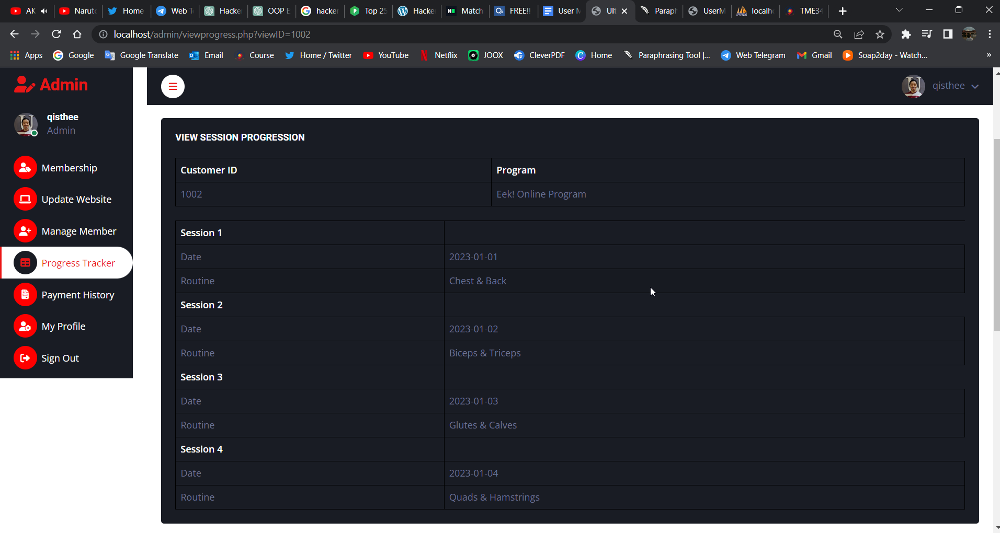 AK Naruto Home Web T Hacke OOP E hacker Top 25 Hacke Match FREE!! User M Ult Paraph UserM localho TME34
localhost/admin/viewprogress.php?viewID=1002
Apps Google Google Translate Email Course Home / Twitter YouTube Netflix JOOX CleverPDF Home Paraphrasing Tool |... Web Telegram Gmail Soap2day - Watch... »
Admin
qisthee
qisthee
Admin
Membership
Update Website
Manage Member
Progress Tracker
Payment History
My Profile
Sign Out
VIEW SESSION PROGRESSION
Customer ID Program
1002 Eek! Online Program
Session 1
Date 2023-01-01
Routine Chest & Back
Session 2
Date 2023-01-02
Routine Biceps & Triceps
Session 3
Date 2023-01-03
Routine Glutes & Calves
Session 4
Date 2023-01-04
Routine Quads & Hamstrings